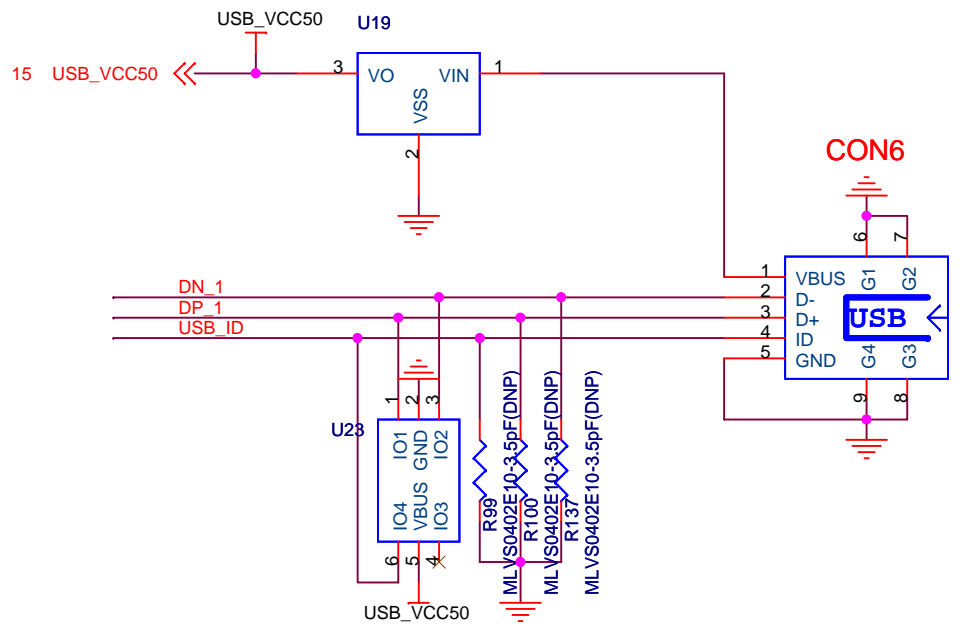 USB_VCC50
U19
15 USB_VCC50
3 VO VIN 1
VSS
2
CON6
6 7
G1 G2
1 VBUS
2 D-
3 D+
4 ID
5 GND
USB
G4 G3
9 8
DN_1
DP_1
USB_ID
1 2 3
U23
IO1 GND IO2
IO4 VBUS IO3
6 5 4
USB_VCC50
R99
MLVS0402E10-3.5pF(DNP)
R100
MLVS0402E10-3.5pF(DNP)
R137
MLVS0402E10-3.5pF(DNP)